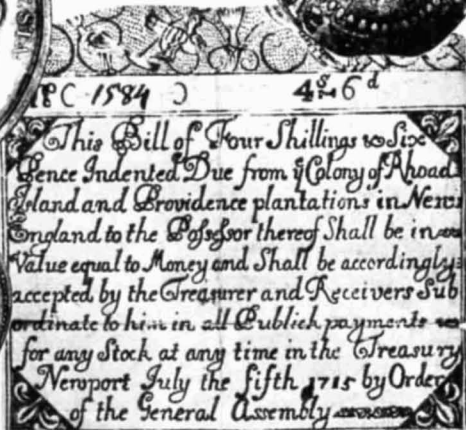 N? ( 1584 )   4s 6d
This Bill of Four Shillings & Six
Pence Indented Due from ye Colony of Rhoad
Island and Providence plantations in New
England to the Possessor thereof Shall be in
Value equal to Money and Shall be accordingly
accepted by the Treasurer and Receivers Sub
ordinate to him in all Publick payments
for any Stock at any time in the Treasury
Newport July the fifth 1715 by Order
of the General Assembly